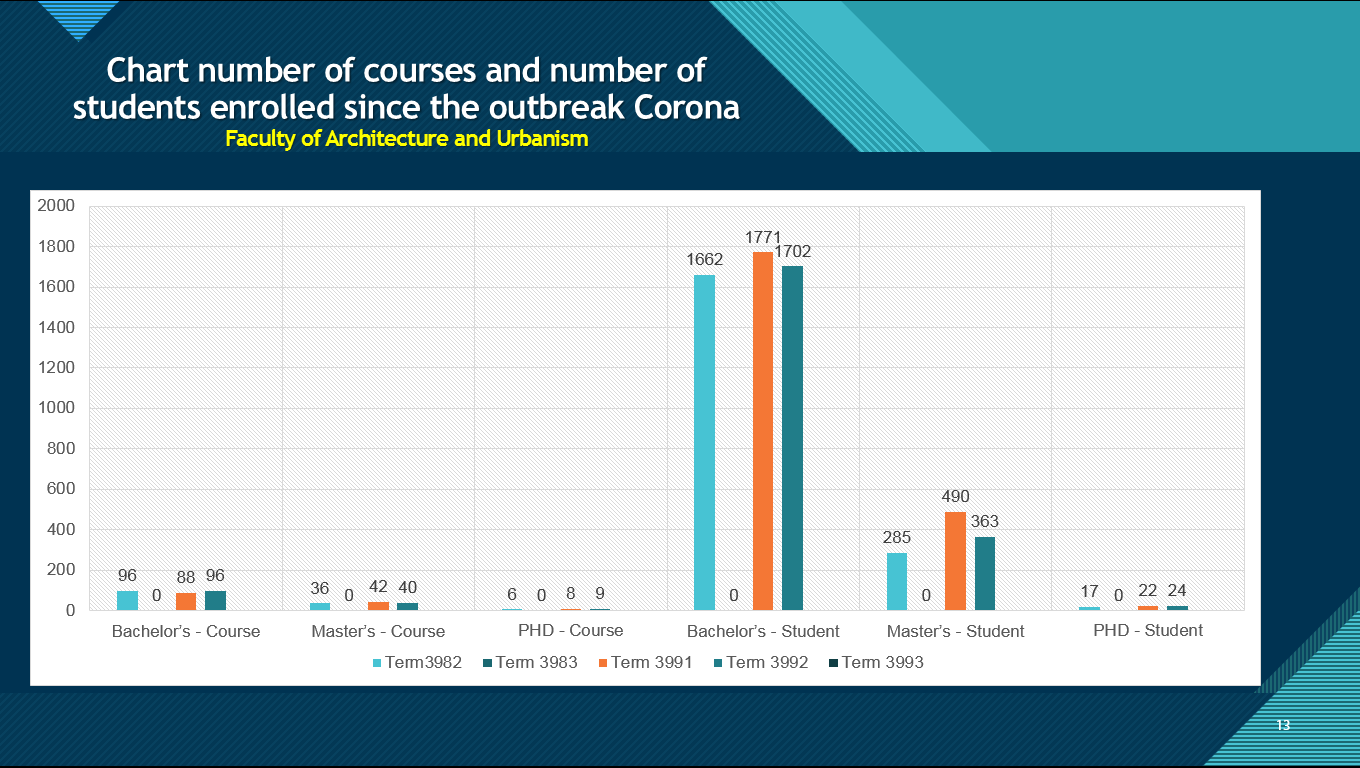 Chart number of courses and number of
students enrolled since the outbreak Corona
Faculty of Architecture and Urbanism
2000
1800
1600
1400
1200
1000
800
600
400
200
0
96 0 88 96
36 0 42 40
6 0 8 9
1662 0 1771 1702
285 0 490 363
17 0 22 24
Bachelor's - Course Master's - Course PHD - Course Bachelor's - Student Master's - Student PHD - Student
Term3982 Term 3983 Term 3991 Term 3992 Term 3993
13